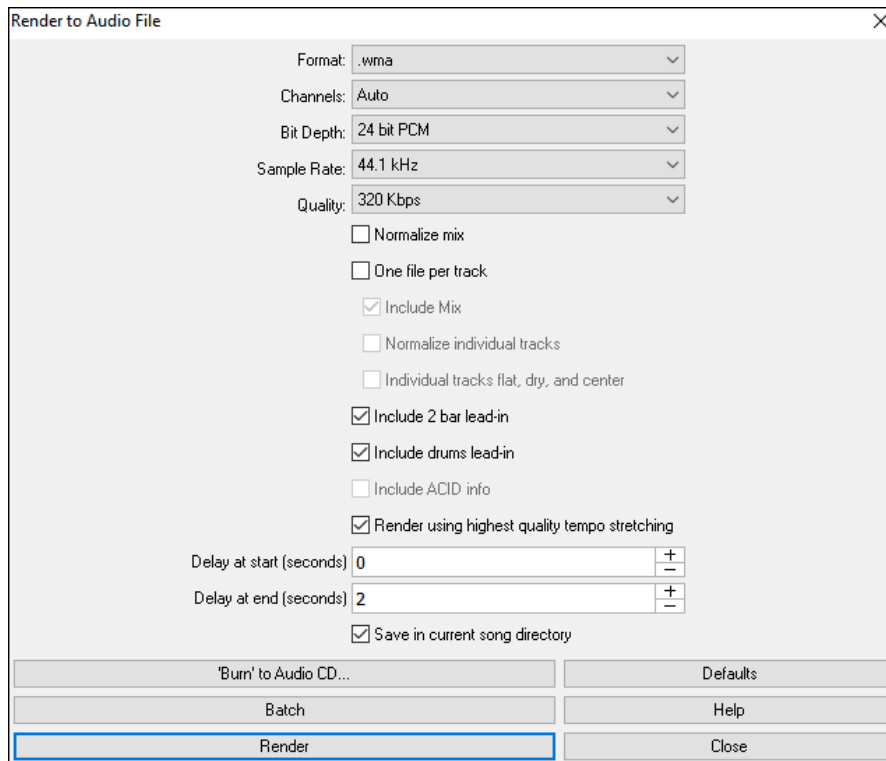 Render to Audio File
Format: .wma
Channels: Auto
Bit Depth: 24 bit PCM
Sample Rate: 44.1 kHz
Quality: 320 Kbps
Normalize mix
One file per track
Include Mix
Normalize individual tracks
Individual tracks flat, dry, and center
Include 2 bar lead-in
Include drums lead-in
Include ACID info
Render using highest quality tempo stretching
Delay at start (seconds) 0
Delay at end (seconds) 2
Save in current song directory
'Burn' to Audio CD... Defaults
Batch Help
Render Close